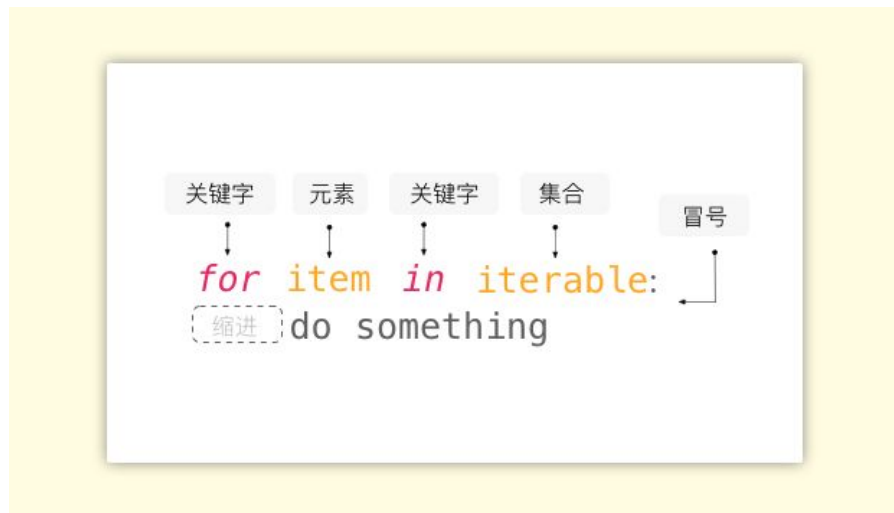 关键字 元素 关键字 集合
冒号
for item in iterable:
缩进 do something